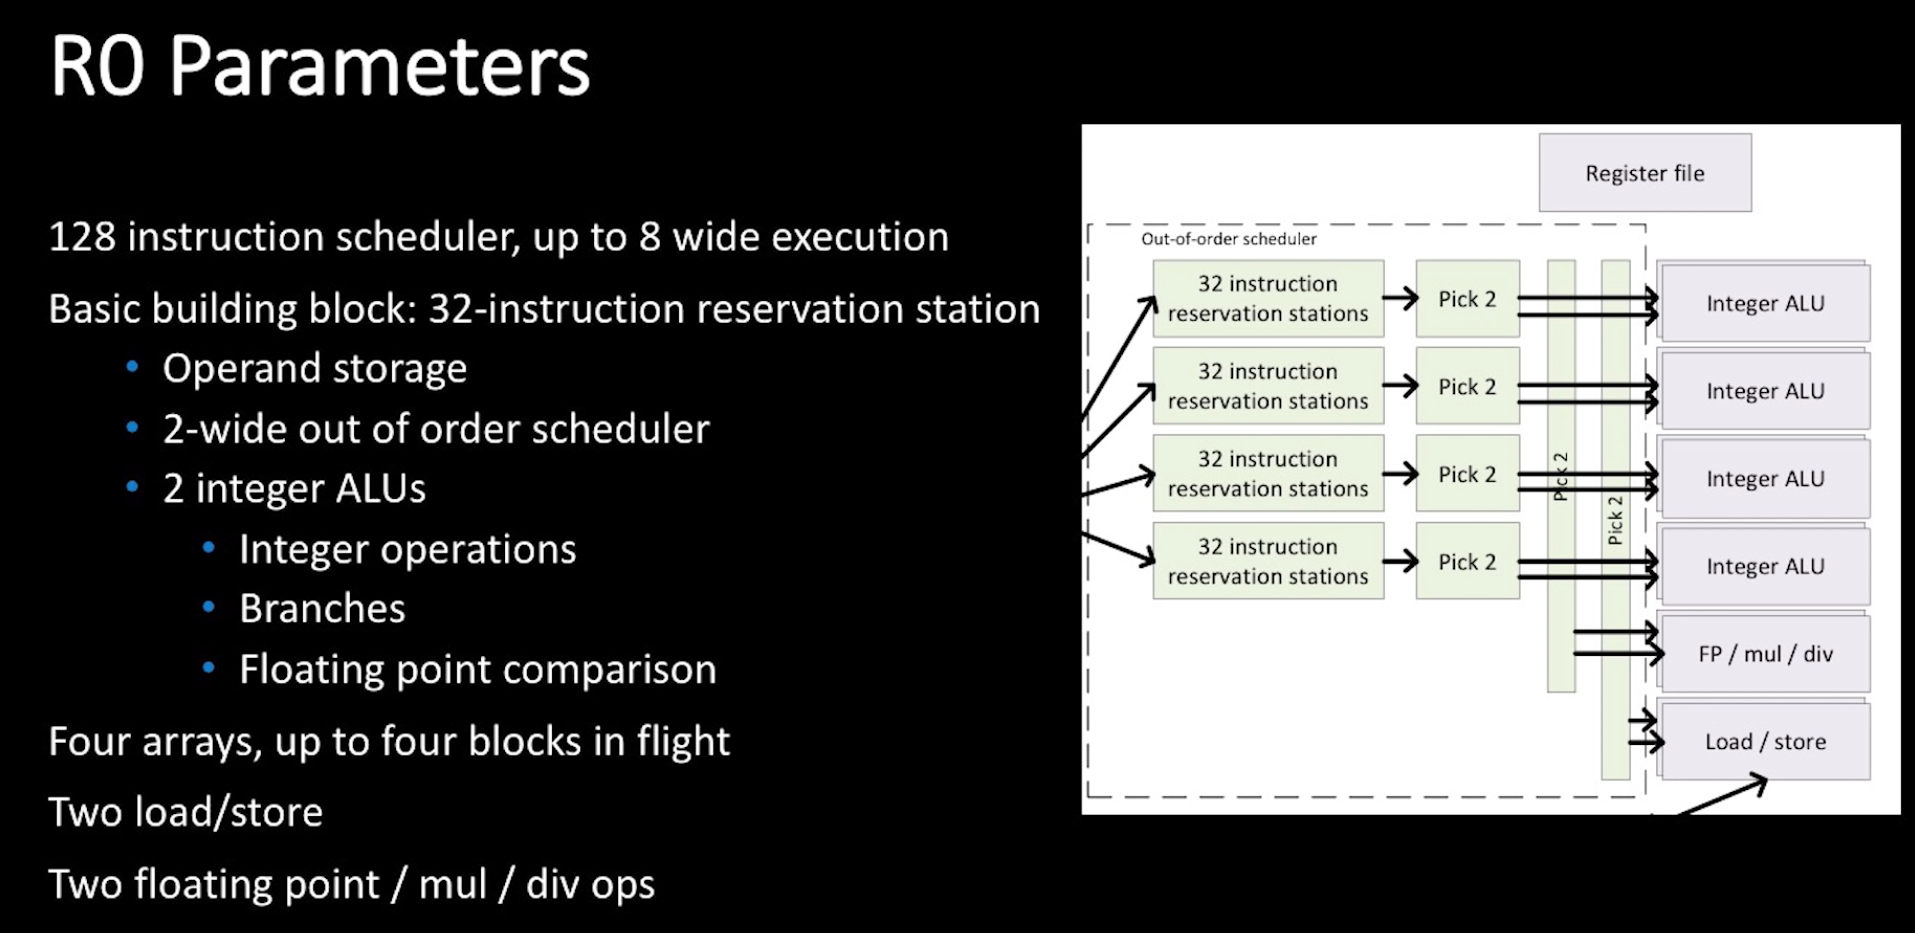 R0 Parameters
128 instruction scheduler, up to 8 wide execution
Basic building block: 32-instruction reservation station
• Operand storage
• 2-wide out of order scheduler
• 2 integer ALUs
• Integer operations
• Branches
• Floating point comparison
Four arrays, up to four blocks in flight
Two load/store
Two floating point / mul / div ops
Register file
Out-of-order scheduler
32 instruction
reservation stations
Pick 2
Integer ALU
32 instruction
reservation stations
Pick 2
Integer ALU
32 instruction
reservation stations
Pick 2
Integer ALU
32 instruction
reservation stations
Pick 2
Integer ALU
Pick 2
Pick 2
FP / mul / div
Load / store